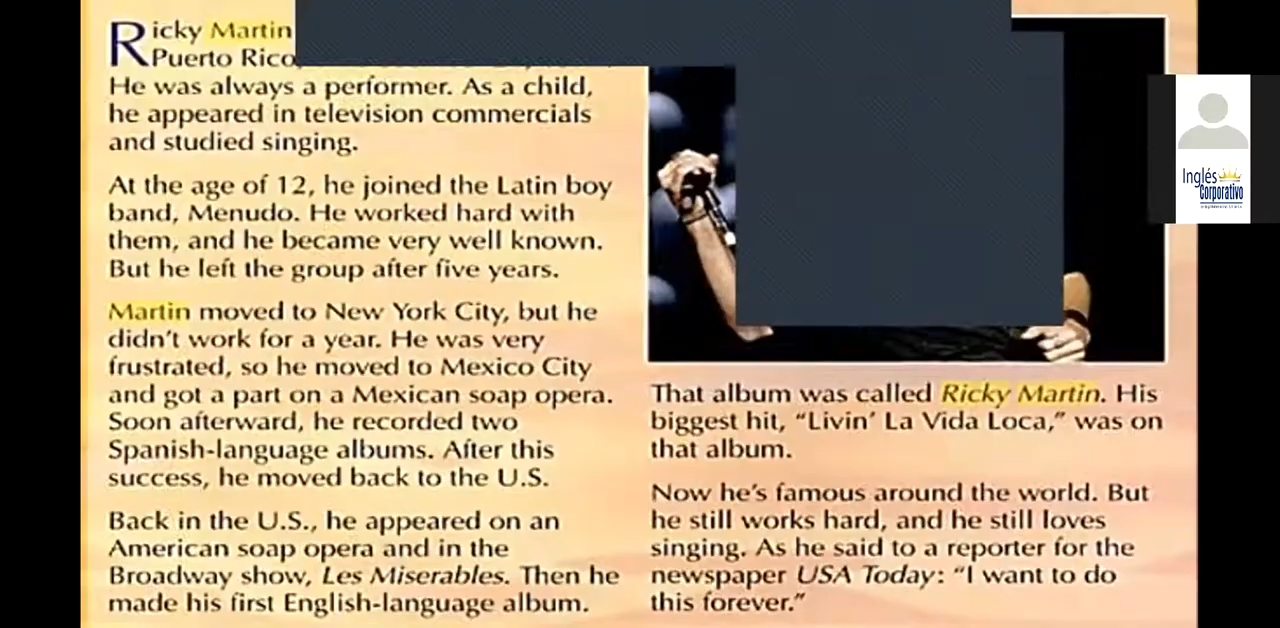 Ricky Martin
Puerto Rico,
He was always a performer. As a child,
he appeared in television commercials
and studied singing.
At the age of 12, he joined the Latin boy
band, Menudo. He worked hard with
them, and he became very well known.
But he left the group after five years.
Martin moved to New York City, but he
didn't work for a year. He was very
frustrated, so he moved to Mexico City
and got a part on a Mexican soap opera.
Soon afterward, he recorded two
Spanish-language albums. After this
success, he moved back to the U.S.
Back in the U.S., he appeared on an
American soap opera and in the
Broadway show, Les Miserables. Then he
made his first English-language album.
That album was called Ricky Martin. His
biggest hit, “Livin’ La Vida Loca,” was on
that album.
Now he’s famous around the world. But
he still works hard, and he still loves
singing. As he said to a reporter for the
newspaper USA Today: “I want to do
this forever.”
Inglés
Corporativo